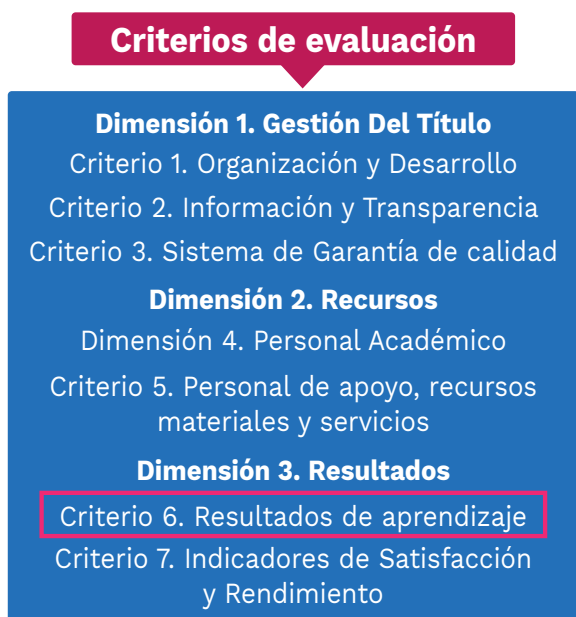 Criterios de evaluación
Dimensión 1. Gestión Del Título
Criterio 1. Organización y Desarrollo
Criterio 2. Información y Transparencia
Criterio 3. Sistema de Garantía de calidad
Dimensión 2. Recursos
Dimensión 4. Personal Académico
Criterio 5. Personal de apoyo, recursos
materiales y servicios
Dimensión 3. Resultados
Criterio 6. Resultados de aprendizaje
Criterio 7. Indicadores de Satisfacción
y Rendimiento